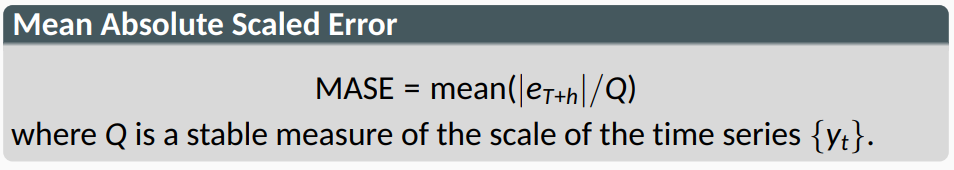 Mean Absolute Scaled Error
MASE = mean(|e_{T+h}|/Q)
where Q is a stable measure of the scale of the time series {y_t}.